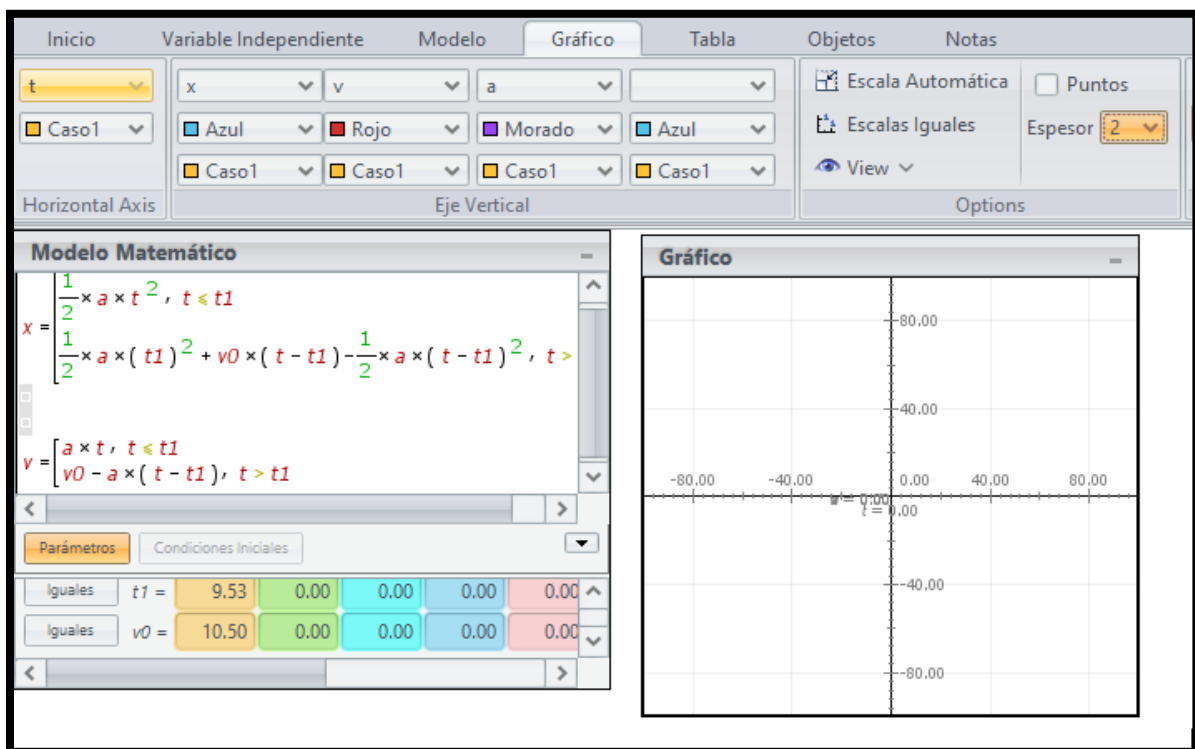 Inicio Variable Independiente Modelo Gráfico Tabla Objetos Notas
t x v a Escala Automática Puntos
Caso1 Azul Rojo Morado Azul Escalas Iguales Espesor 2
Caso1 Caso1 Caso1 Caso1 View
Horizontal Axis Eje Vertical Options
Modelo Matemático
x = [ 1/2 × a × t², t ≤ t1
1/2 × a × ( t1 )² + v0 × ( t - t1 ) - 1/2 × a × ( t - t1 )², t >
v = [ a × t, t ≤ t1
v0 - a × ( t - t1 ), t > t1
Parámetros Condiciones Iniciales
Iguales t1 = 9.53 0.00 0.00 0.00 0.00
Iguales v0 = 10.50 0.00 0.00 0.00 0.00
Gráfico
80.00
40.00
-80.00 -40.00 0.00 40.00 80.00
= 0.00
t = 0.00
-40.00
-80.00